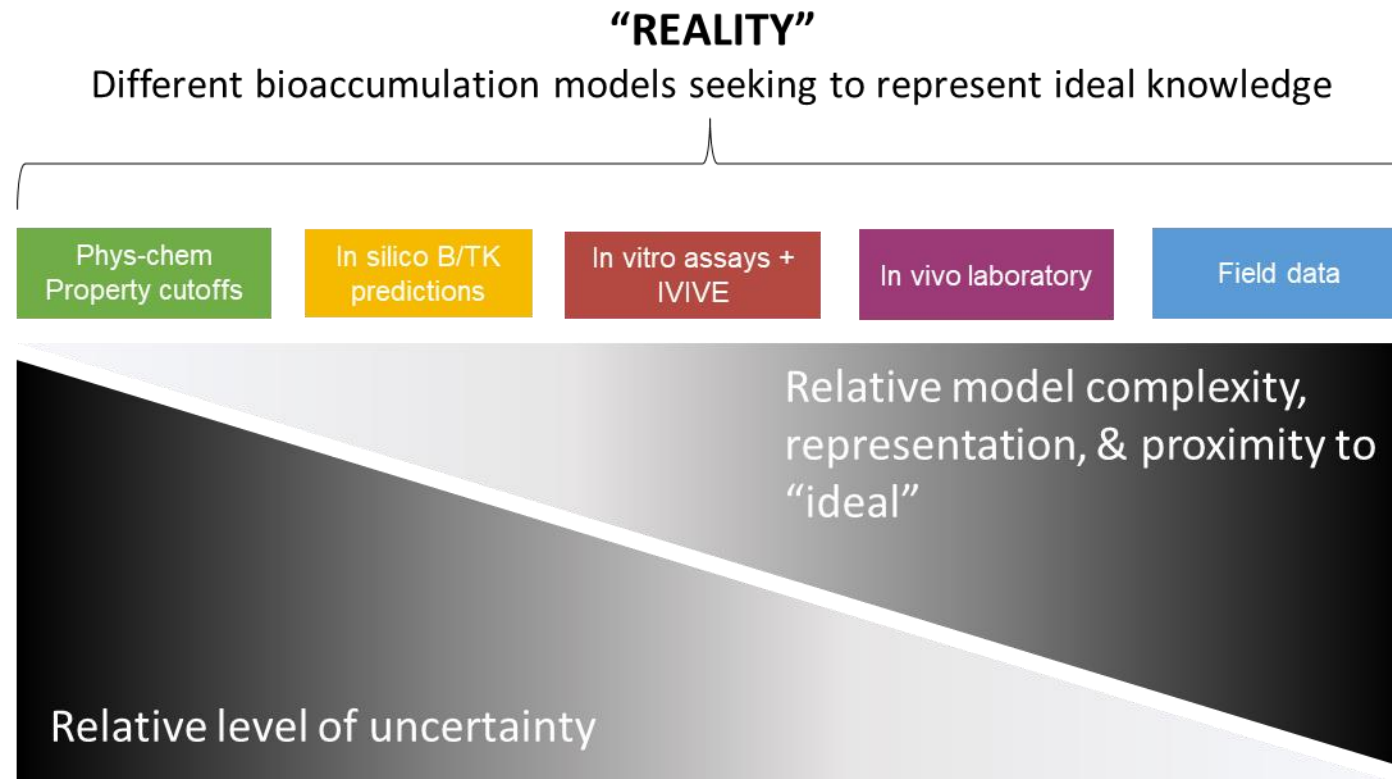 “REALITY”
Different bioaccumulation models seeking to represent ideal knowledge
Phys-chem
Property cutoffs
In silico B/TK
predictions
In vitro assays +
IVIVE
In vivo laboratory
Field data
Relative model complexity,
representation, & proximity to
“ideal”
Relative level of uncertainty